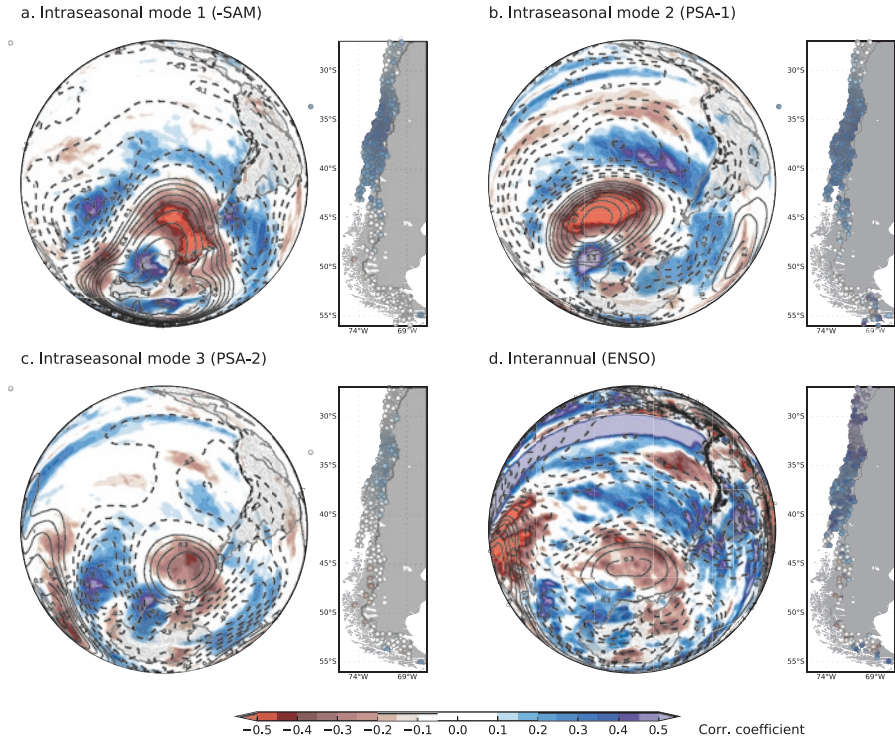 a. Intraseasonal mode 1 (-SAM)
b. Intraseasonal mode 2 (PSA-1)
30°S
35°S
40°S
45°S
50°S
55°S
74°W
69°W
30°S
35°S
40°S
45°S
50°S
55°S
74°W
69°W
c. Intraseasonal mode 3 (PSA-2)
d. Interannual (ENSO)
30°S
35°S
40°S
45°S
50°S
55°S
74°W
69°W
30°S
35°S
40°S
45°S
50°S
55°S
74°W
69°W
−0.5 −0.4 −0.3 −0.2 −0.1 0.0 0.1 0.2 0.3 0.4 0.5 Corr. coefficient